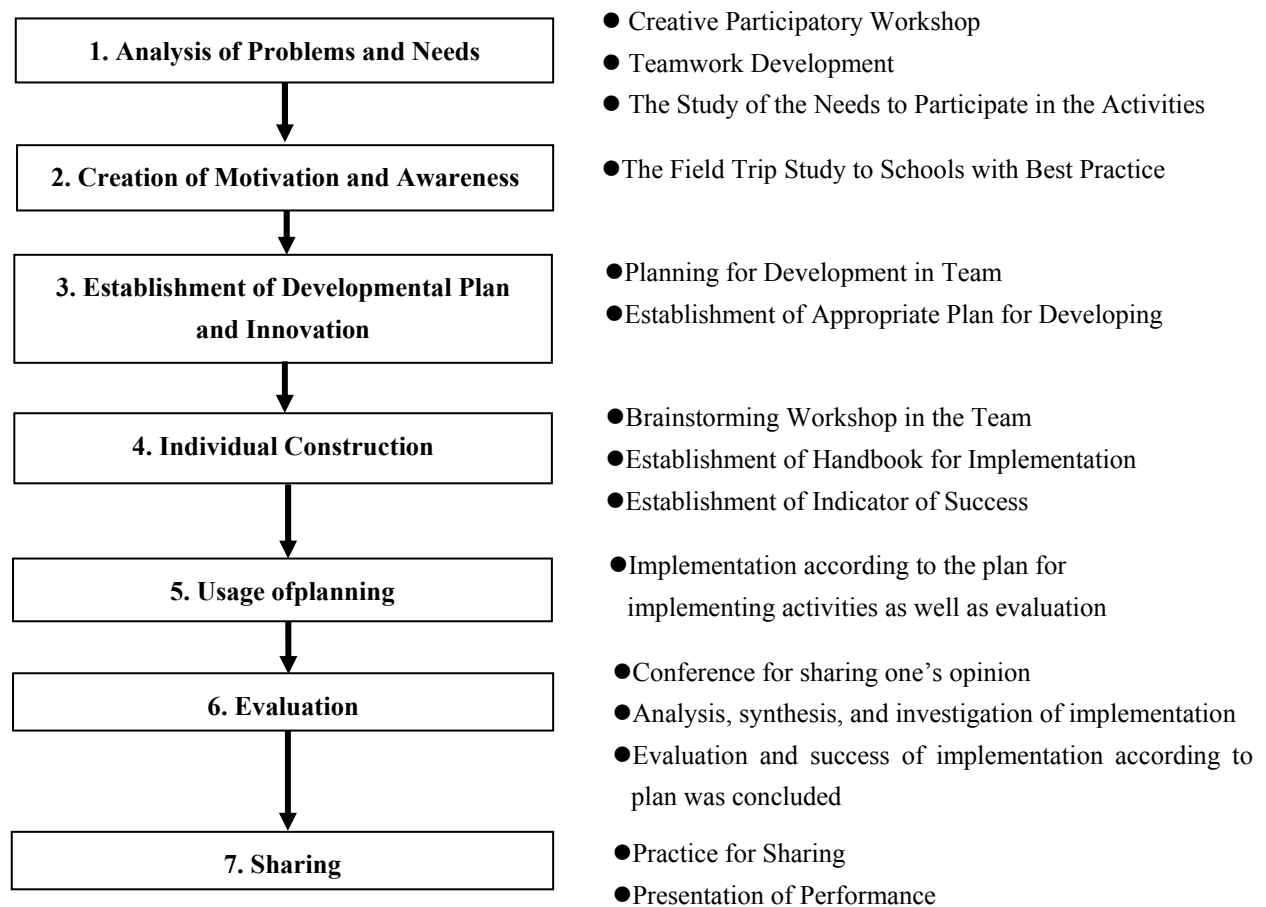 1. Analysis of Problems and Needs
● Creative Participatory Workshop
● Teamwork Development
● The Study of the Needs to Participate in the Activities
2. Creation of Motivation and Awareness
●The Field Trip Study to Schools with Best Practice
3. Establishment of Developmental Plan
and Innovation
●Planning for Development in Team
●Establishment of Appropriate Plan for Developing
4. Individual Construction
●Brainstorming Workshop in the Team
●Establishment of Handbook for Implementation
●Establishment of Indicator of Success
5. Usage ofplanning
●Implementation according to the plan for
implementing activities as well as evaluation
6. Evaluation
●Conference for sharing one’s opinion
●Analysis, synthesis, and investigation of implementation
●Evaluation and success of implementation according to
plan was concluded
7. Sharing
●Practice for Sharing
●Presentation of Performance